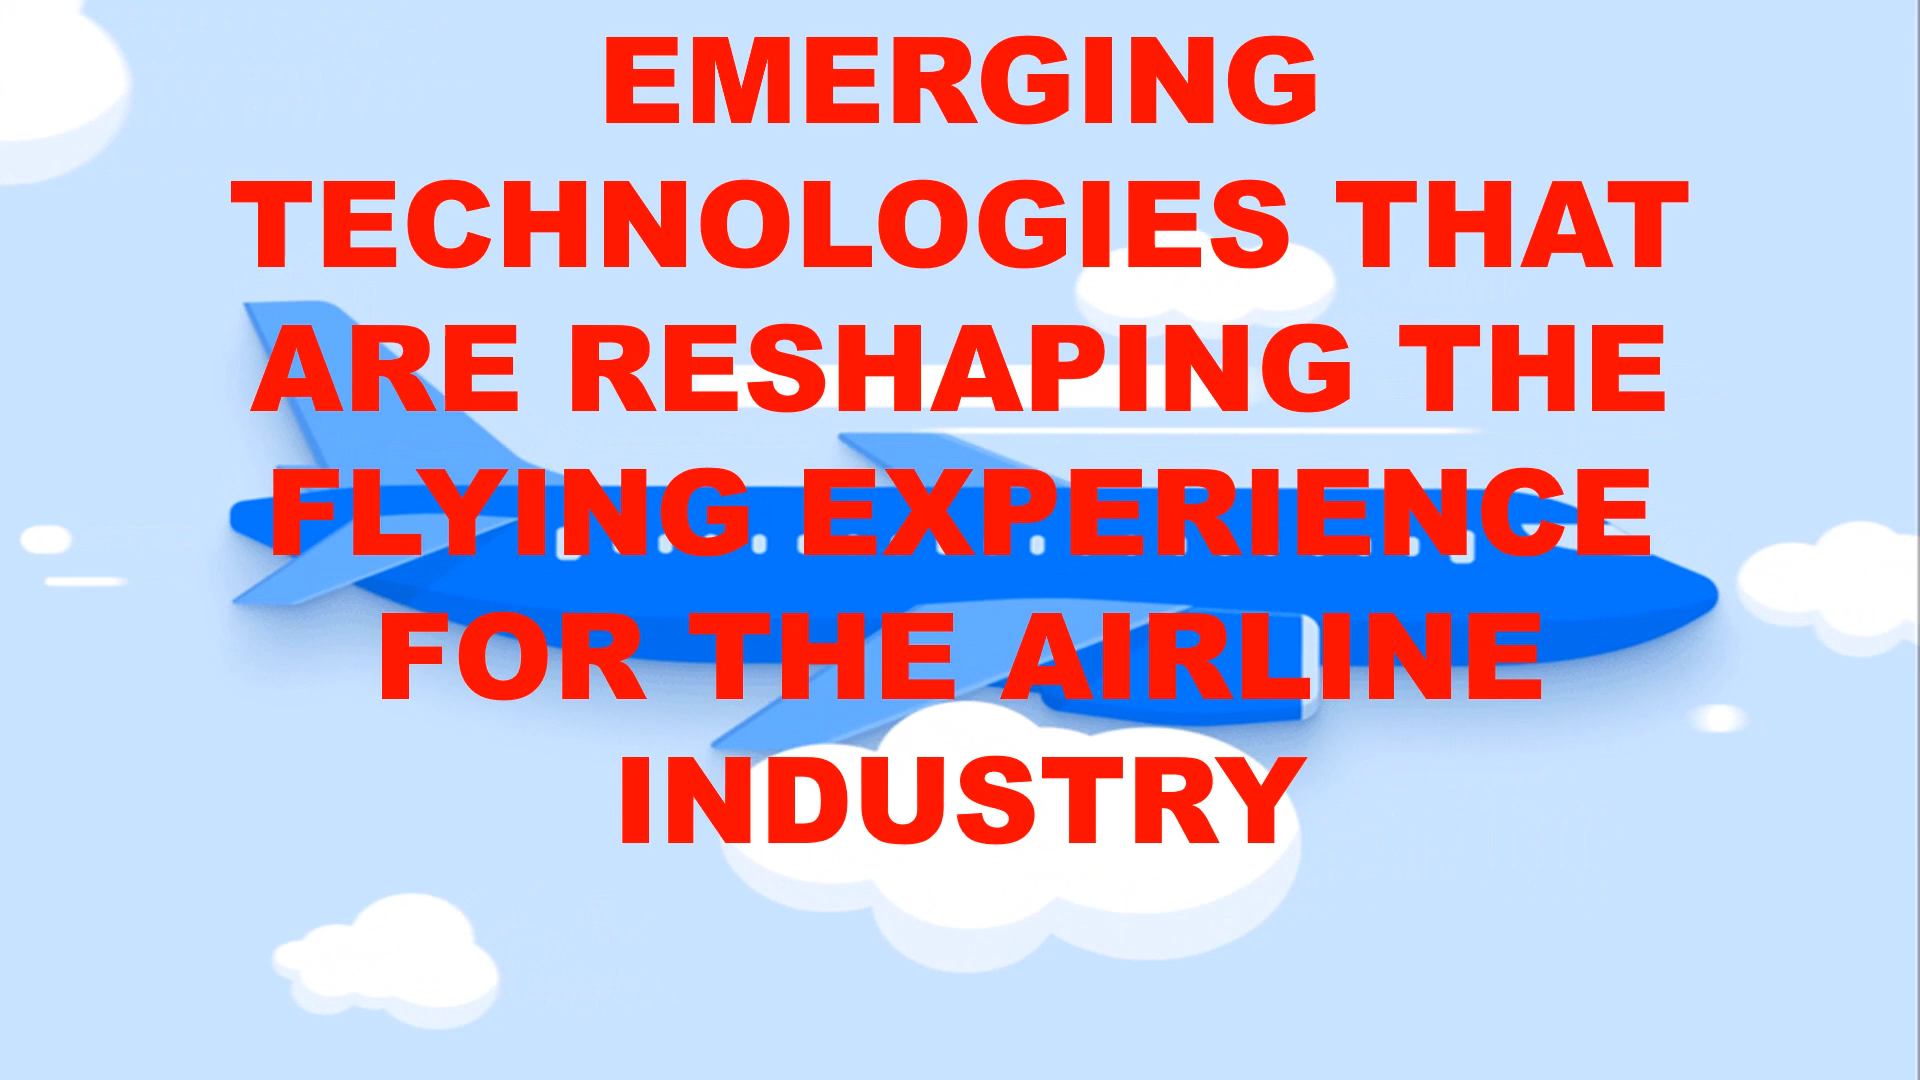 EMERGING
TECHNOLOGIES THAT
ARE RESHAPING THE
FLYING EXPERIENCE
FOR THE AIRLINE
INDUSTRY